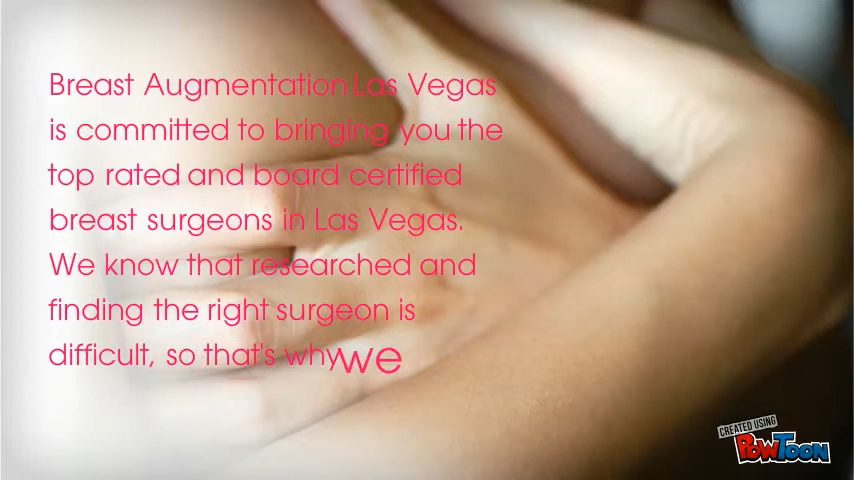 Breast Augmentation Las Vegas
is committed to bringing you the
top rated and board certified
breast surgeons in Las Vegas.
We know that researched and
finding the right surgeon is
difficult, so that's why we
CREATED USING
POWTOON